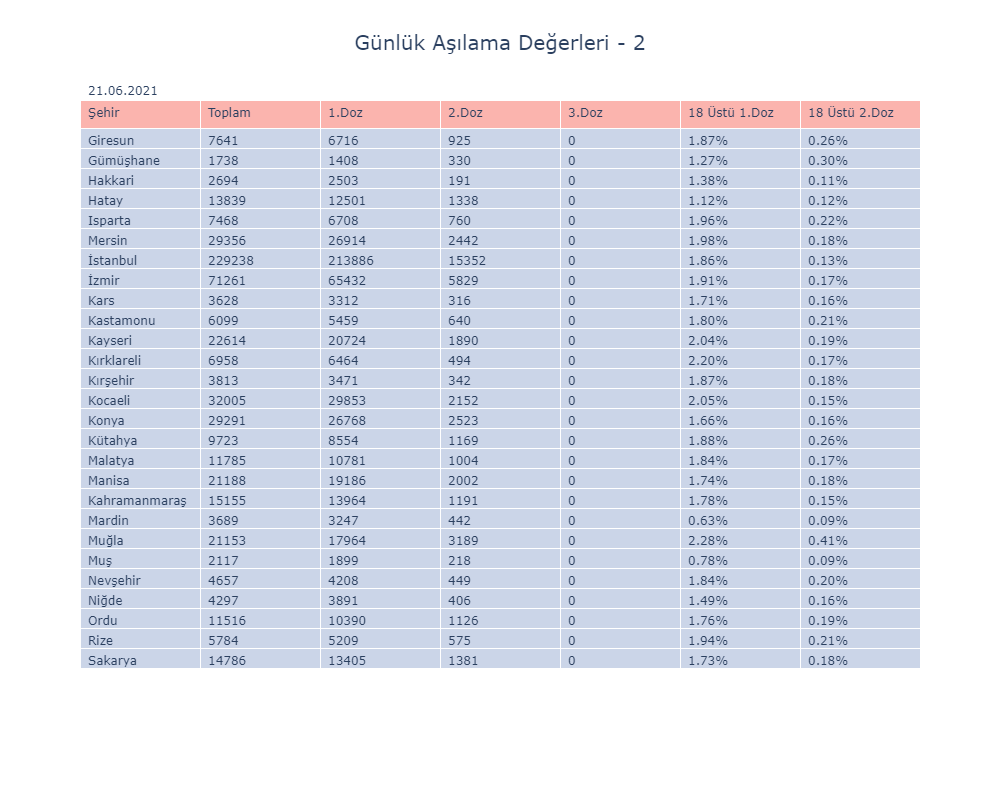 Günlük Aşılama Değerleri - 2
21.06.2021
Şehir Toplam 1.Doz 2.Doz 3.Doz 18 Üstü 1.Doz 18 Üstü 2.Doz
Giresun 7641 6716 925 0 1.87% 0.26%
Gümüşhane 1738 1408 330 0 1.27% 0.30%
Hakkari 2694 2503 191 0 1.38% 0.11%
Hatay 13839 12501 1338 0 1.12% 0.12%
Isparta 7468 6708 760 0 1.96% 0.22%
Mersin 29356 26914 2442 0 1.98% 0.18%
İstanbul 229238 213886 15352 0 1.86% 0.13%
İzmir 71261 65432 5829 0 1.91% 0.17%
Kars 3628 3312 316 0 1.71% 0.16%
Kastamonu 6099 5459 640 0 1.80% 0.21%
Kayseri 22614 20724 1890 0 2.04% 0.19%
Kırklareli 6958 6464 494 0 2.20% 0.17%
Kırşehir 3813 3471 342 0 1.87% 0.18%
Kocaeli 32005 29853 2152 0 2.05% 0.15%
Konya 29291 26768 2523 0 1.66% 0.16%
Kütahya 9723 8554 1169 0 1.88% 0.26%
Malatya 11785 10781 1004 0 1.84% 0.17%
Manisa 21188 19186 2002 0 1.74% 0.18%
Kahramanmaraş 15155 13964 1191 0 1.78% 0.15%
Mardin 3689 3247 442 0 0.63% 0.09%
Muğla 21153 17964 3189 0 2.28% 0.41%
Muş 2117 1899 218 0 0.78% 0.09%
Nevşehir 4657 4208 449 0 1.84% 0.20%
Niğde 4297 3891 406 0 1.49% 0.16%
Ordu 11516 10390 1126 0 1.76% 0.19%
Rize 5784 5209 575 0 1.94% 0.21%
Sakarya 14786 13405 1381 0 1.73% 0.18%